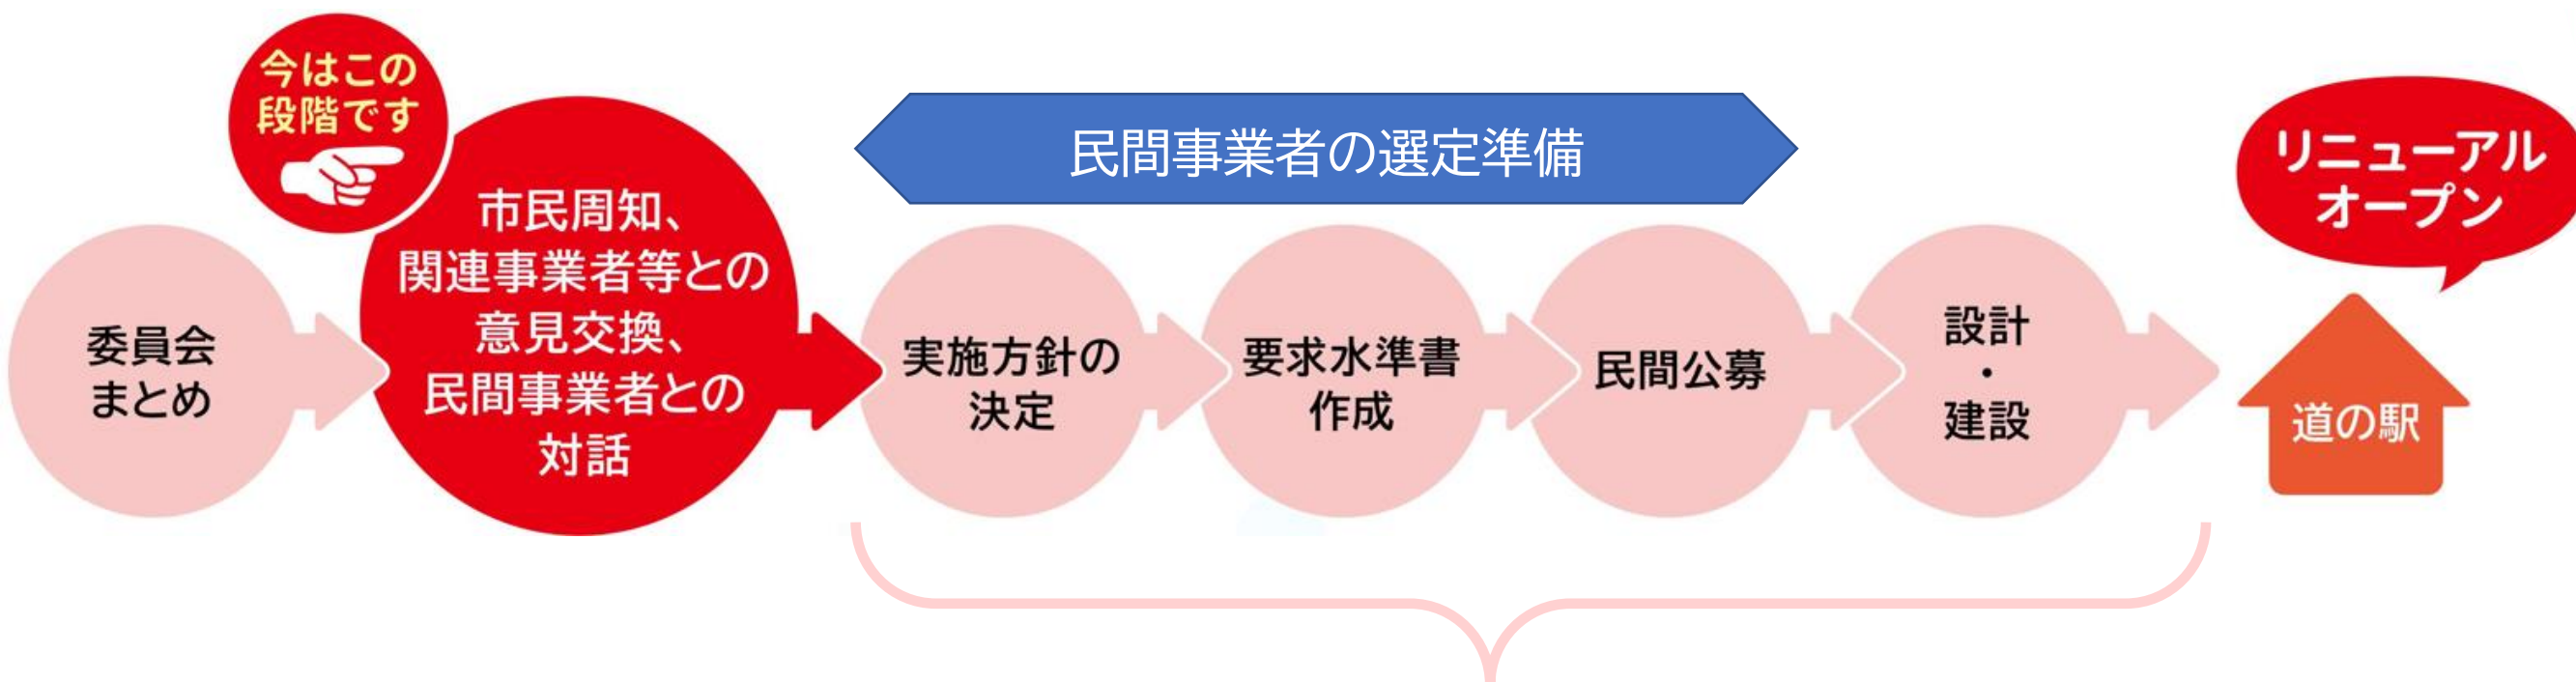 今はこの
段階です
民間事業者の選定準備
リニューアル
オープン
委員会
まとめ
市民周知、
関連事業者等との
意見交換、
民間事業者との
対話
実施方針の
決定
要求水準書
作成
民間公募
設計
・
建設
道の駅